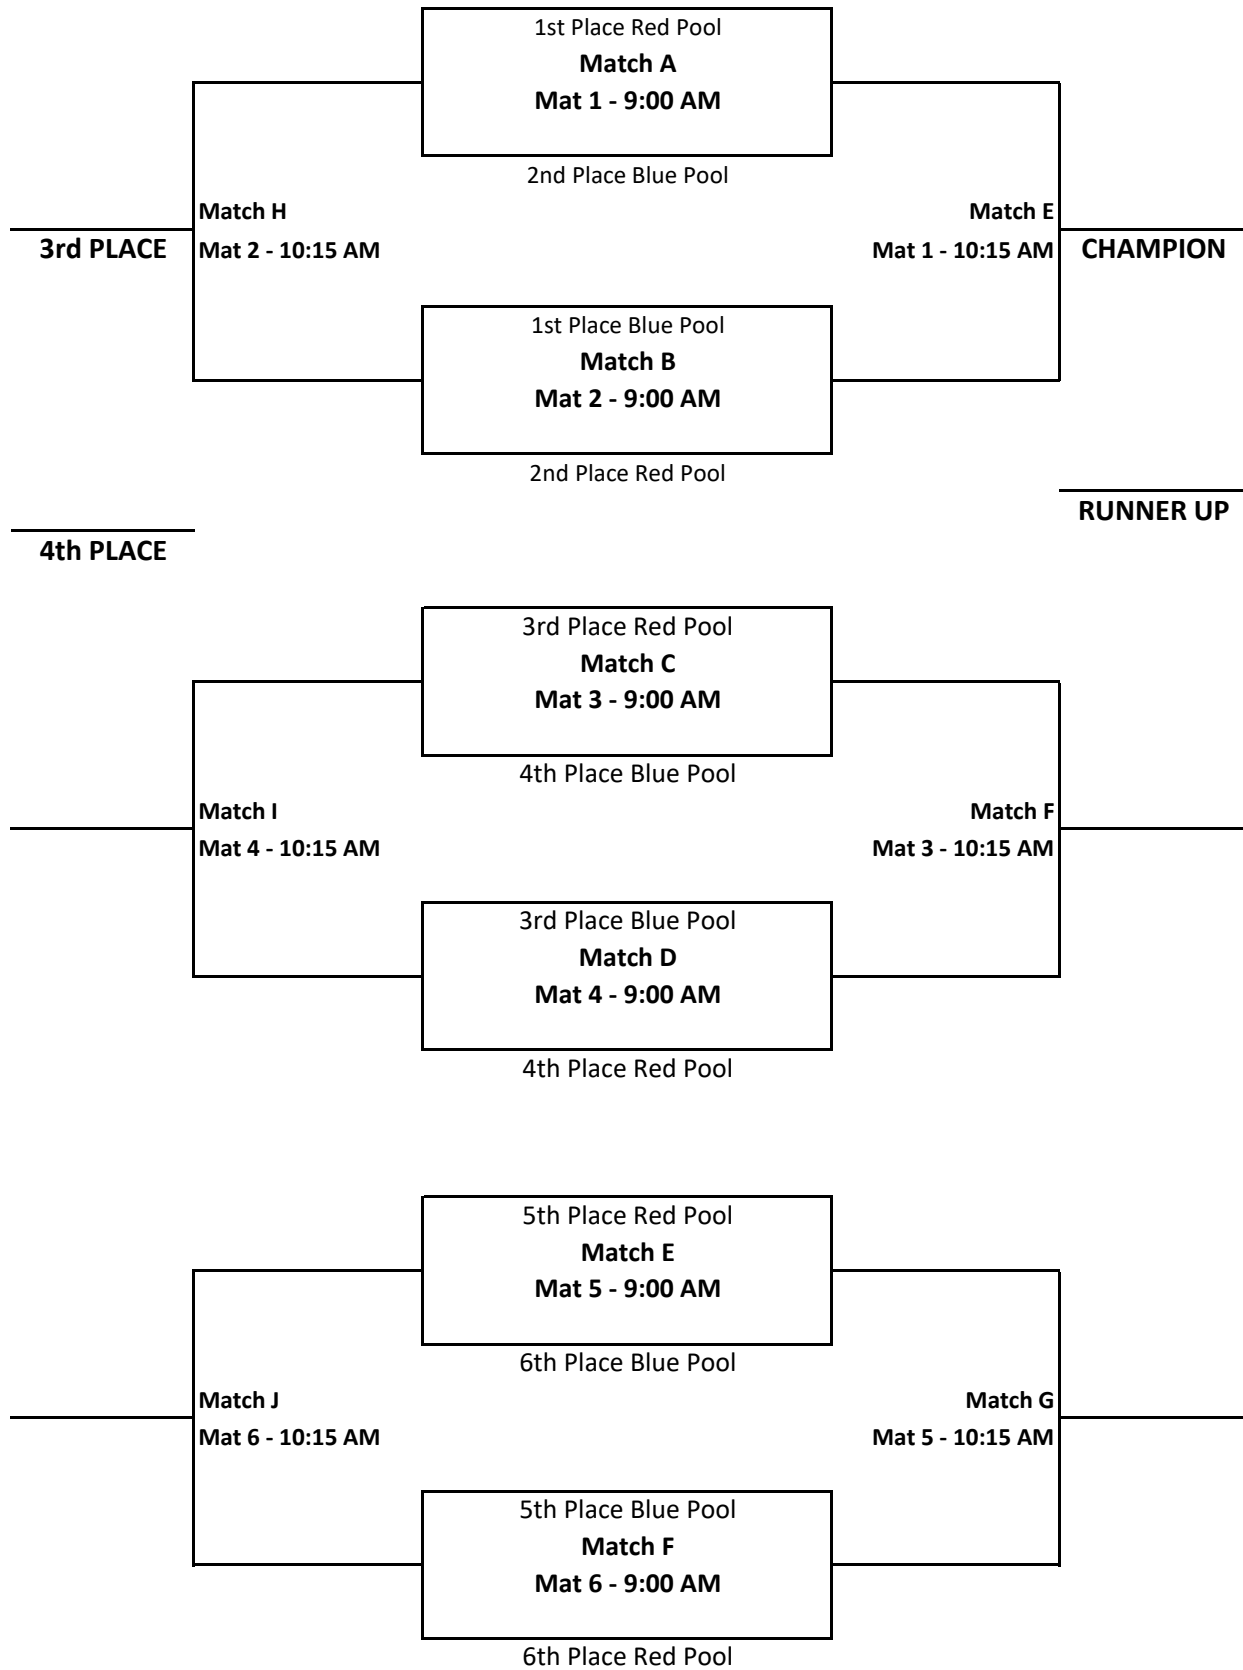 1st Place Red Pool
Match A
Mat 1 - 9:00 AM
2nd Place Blue Pool
Match H
Match E
3rd PLACE
Mat 2 - 10:15 AM
Mat 1 - 10:15 AM
CHAMPION
1st Place Blue Pool
Match B
Mat 2 - 9:00 AM
2nd Place Red Pool
RUNNER UP
4th PLACE
3rd Place Red Pool
Match C
Mat 3 - 9:00 AM
4th Place Blue Pool
Match I
Match F
Mat 4 - 10:15 AM
Mat 3 - 10:15 AM
3rd Place Blue Pool
Match D
Mat 4 - 9:00 AM
4th Place Red Pool
5th Place Red Pool
Match E
Mat 5 - 9:00 AM
6th Place Blue Pool
Match J
Match G
Mat 6 - 10:15 AM
Mat 5 - 10:15 AM
5th Place Blue Pool
Match F
Mat 6 - 9:00 AM
6th Place Red Pool